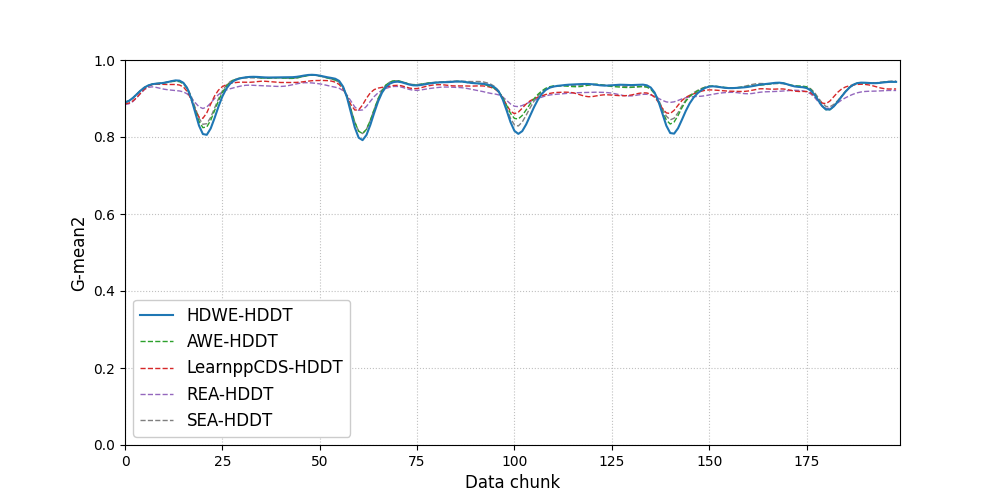 1.0
0.8
0.6
0.4
0.2
0.0
G-mean2
HDWE-HDDT
AWE-HDDT
LearnppCDS-HDDT
REA-HDDT
SEA-HDDT
0 25 50 75 100 125 150 175
Data chunk